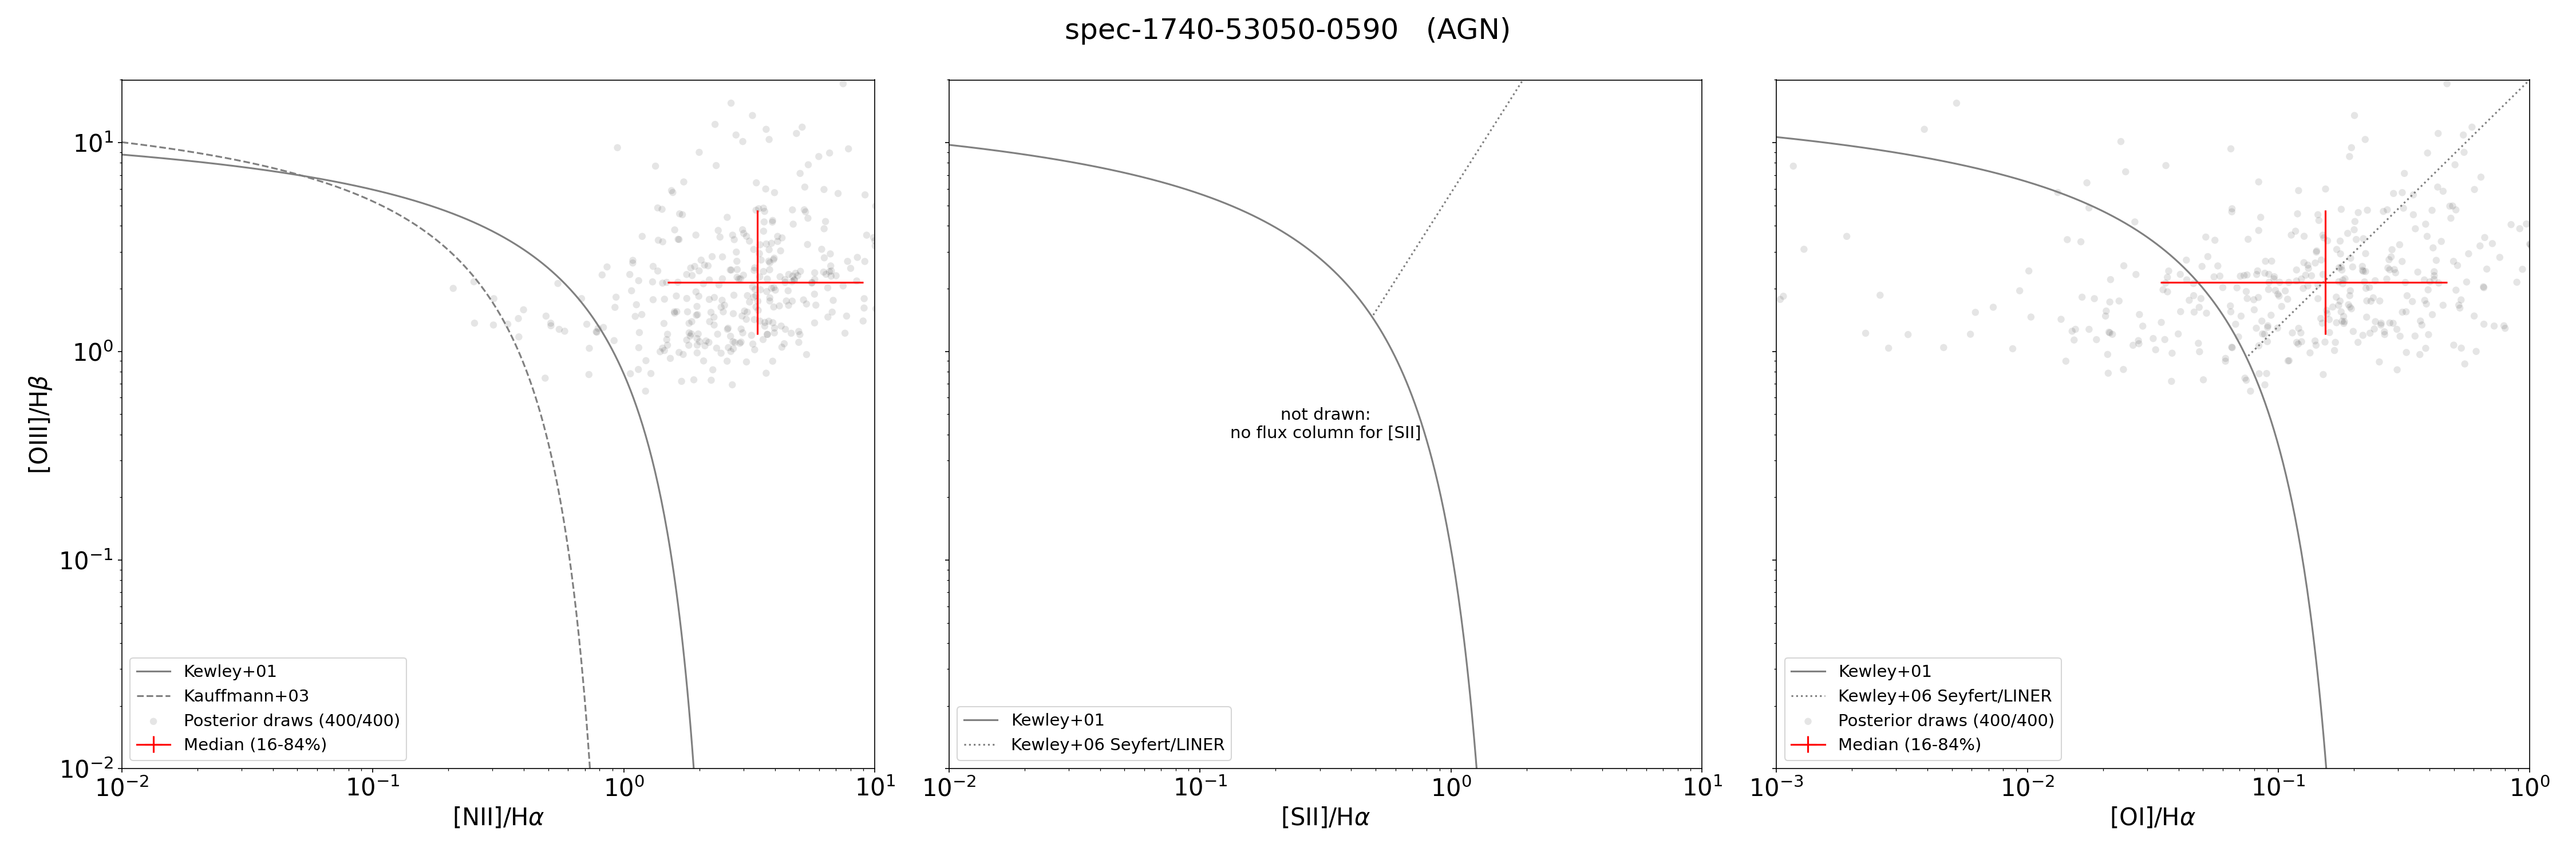 spec-1740-53050-0590 (AGN)
[OIII]/Hβ
10¹
10⁰
10⁻¹
10⁻²
Kewley+01
Kauffmann+03
Posterior draws (400/400)
Median (16-84%)
10⁻²
10⁻¹
10⁰
10¹
[NII]/Hα
not drawn:
no flux column for [SII]
Kewley+01
Kewley+06 Seyfert/LINER
10⁻²
10⁻¹
10⁰
10¹
[SII]/Hα
Kewley+01
Kewley+06 Seyfert/LINER
Posterior draws (400/400)
Median (16-84%)
10⁻³
10⁻²
10⁻¹
10⁰
[OI]/Hα